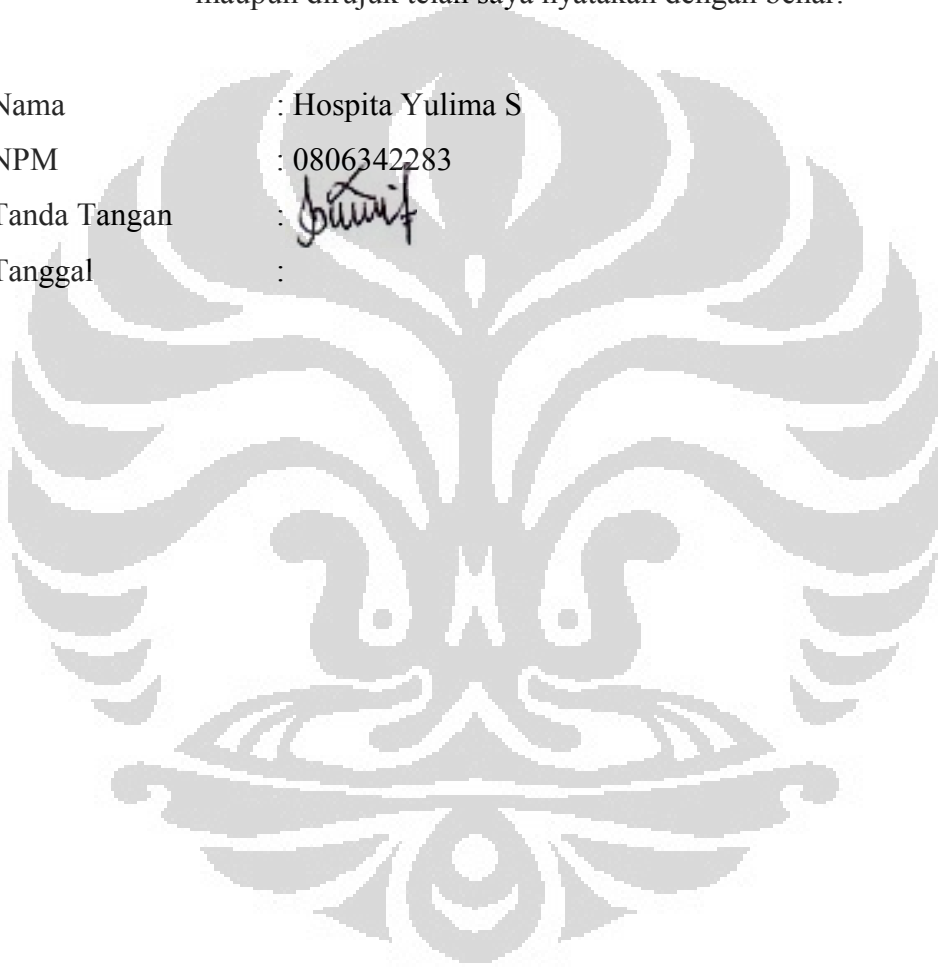 maupun dirujuk telah saya nyatakan dengan benar.
Nama : Hospita Yulima S
NPM : 0806342283
Tanda Tangan :
Tanggal :